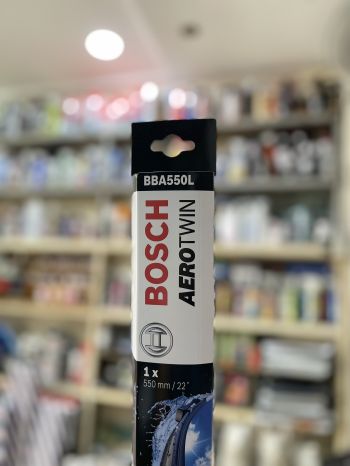 BBA550L
BOSCH
AEROTWIN
1 x
550 mm / 22"